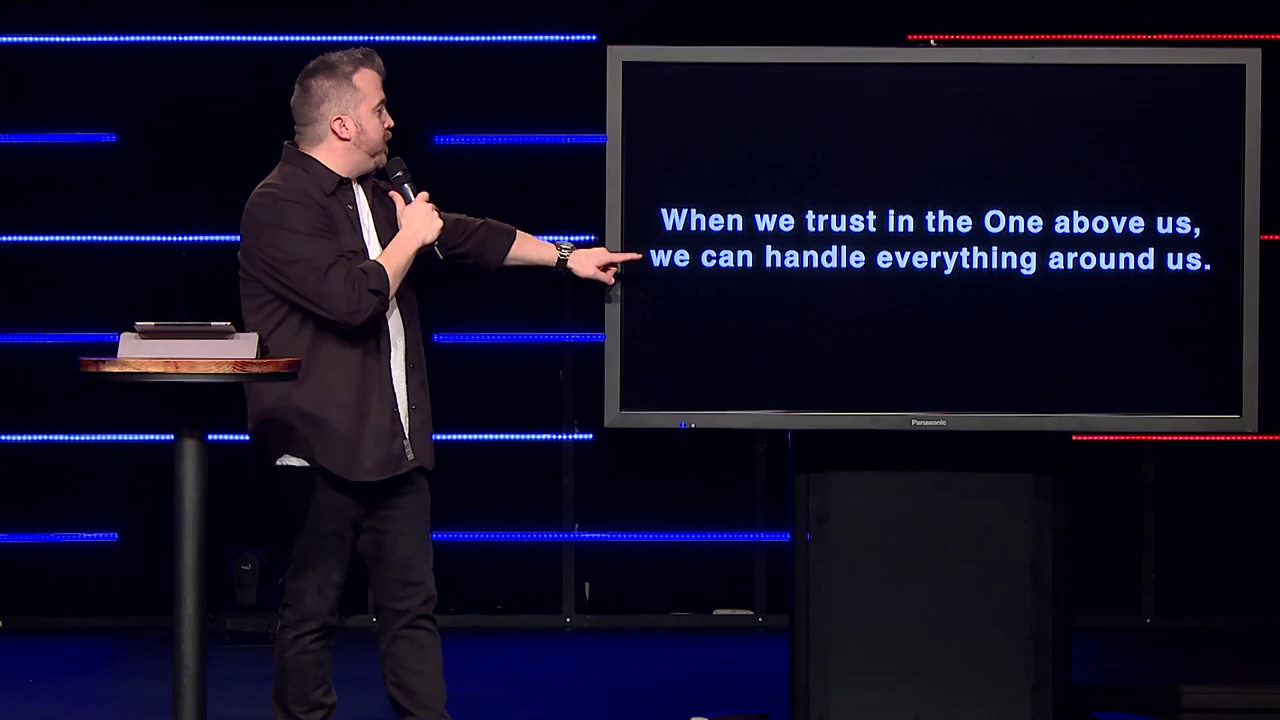 When we trust in the One above us,
we can handle everything around us.
Panasonic